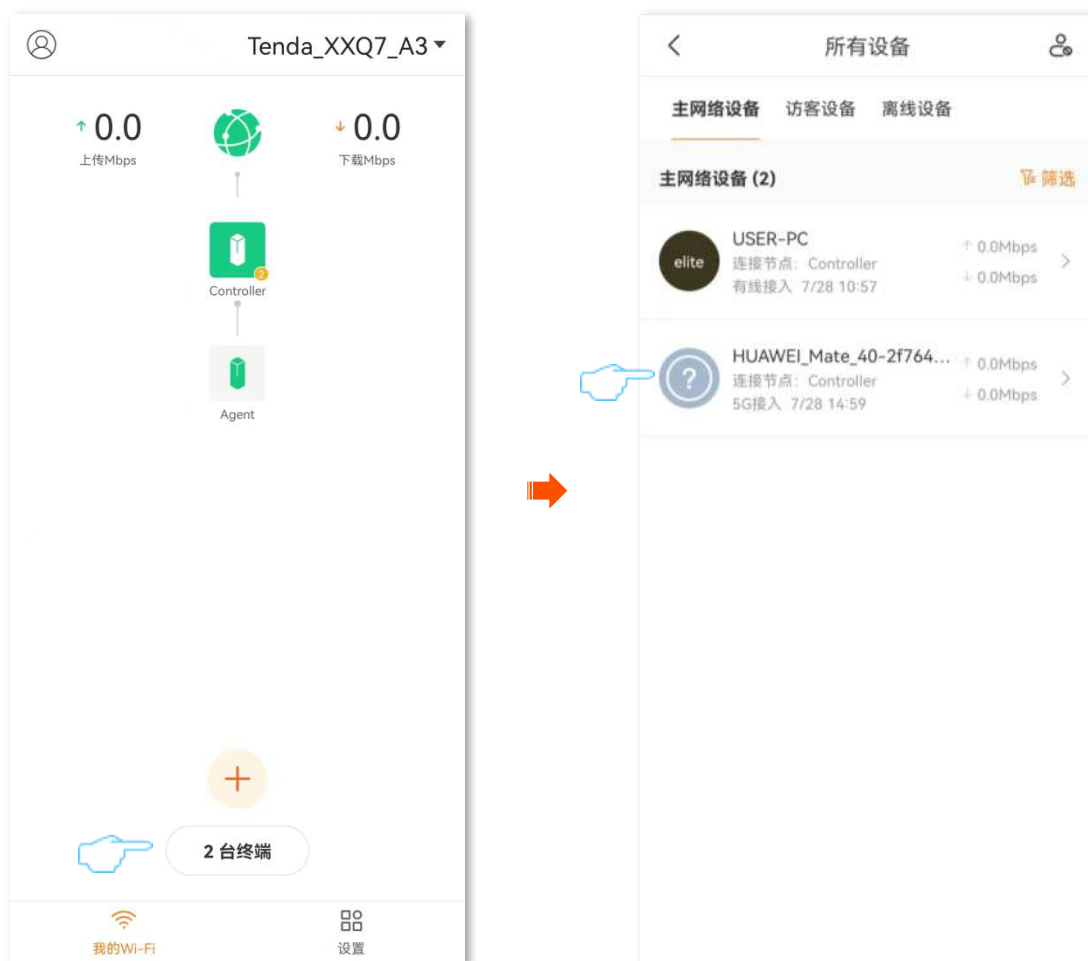 Tenda_XXQ7_A3
↑ 0.0
上传Mbps
↓ 0.0
下载Mbps
2
Controller
Agent
2 台终端
我的Wi-Fi
设置
所有设备
主网络设备 访客设备 离线设备
主网络设备 (2)
筛选
elite
USER-PC
连接节点: Controller
有线接入 7/28 10:57
↑ 0.0Mbps
↓ 0.0Mbps
?
HUAWEI_Mate_40-2f764...
连接节点: Controller
5G接入 7/28 14:59
↑ 0.0Mbps
↓ 0.0Mbps